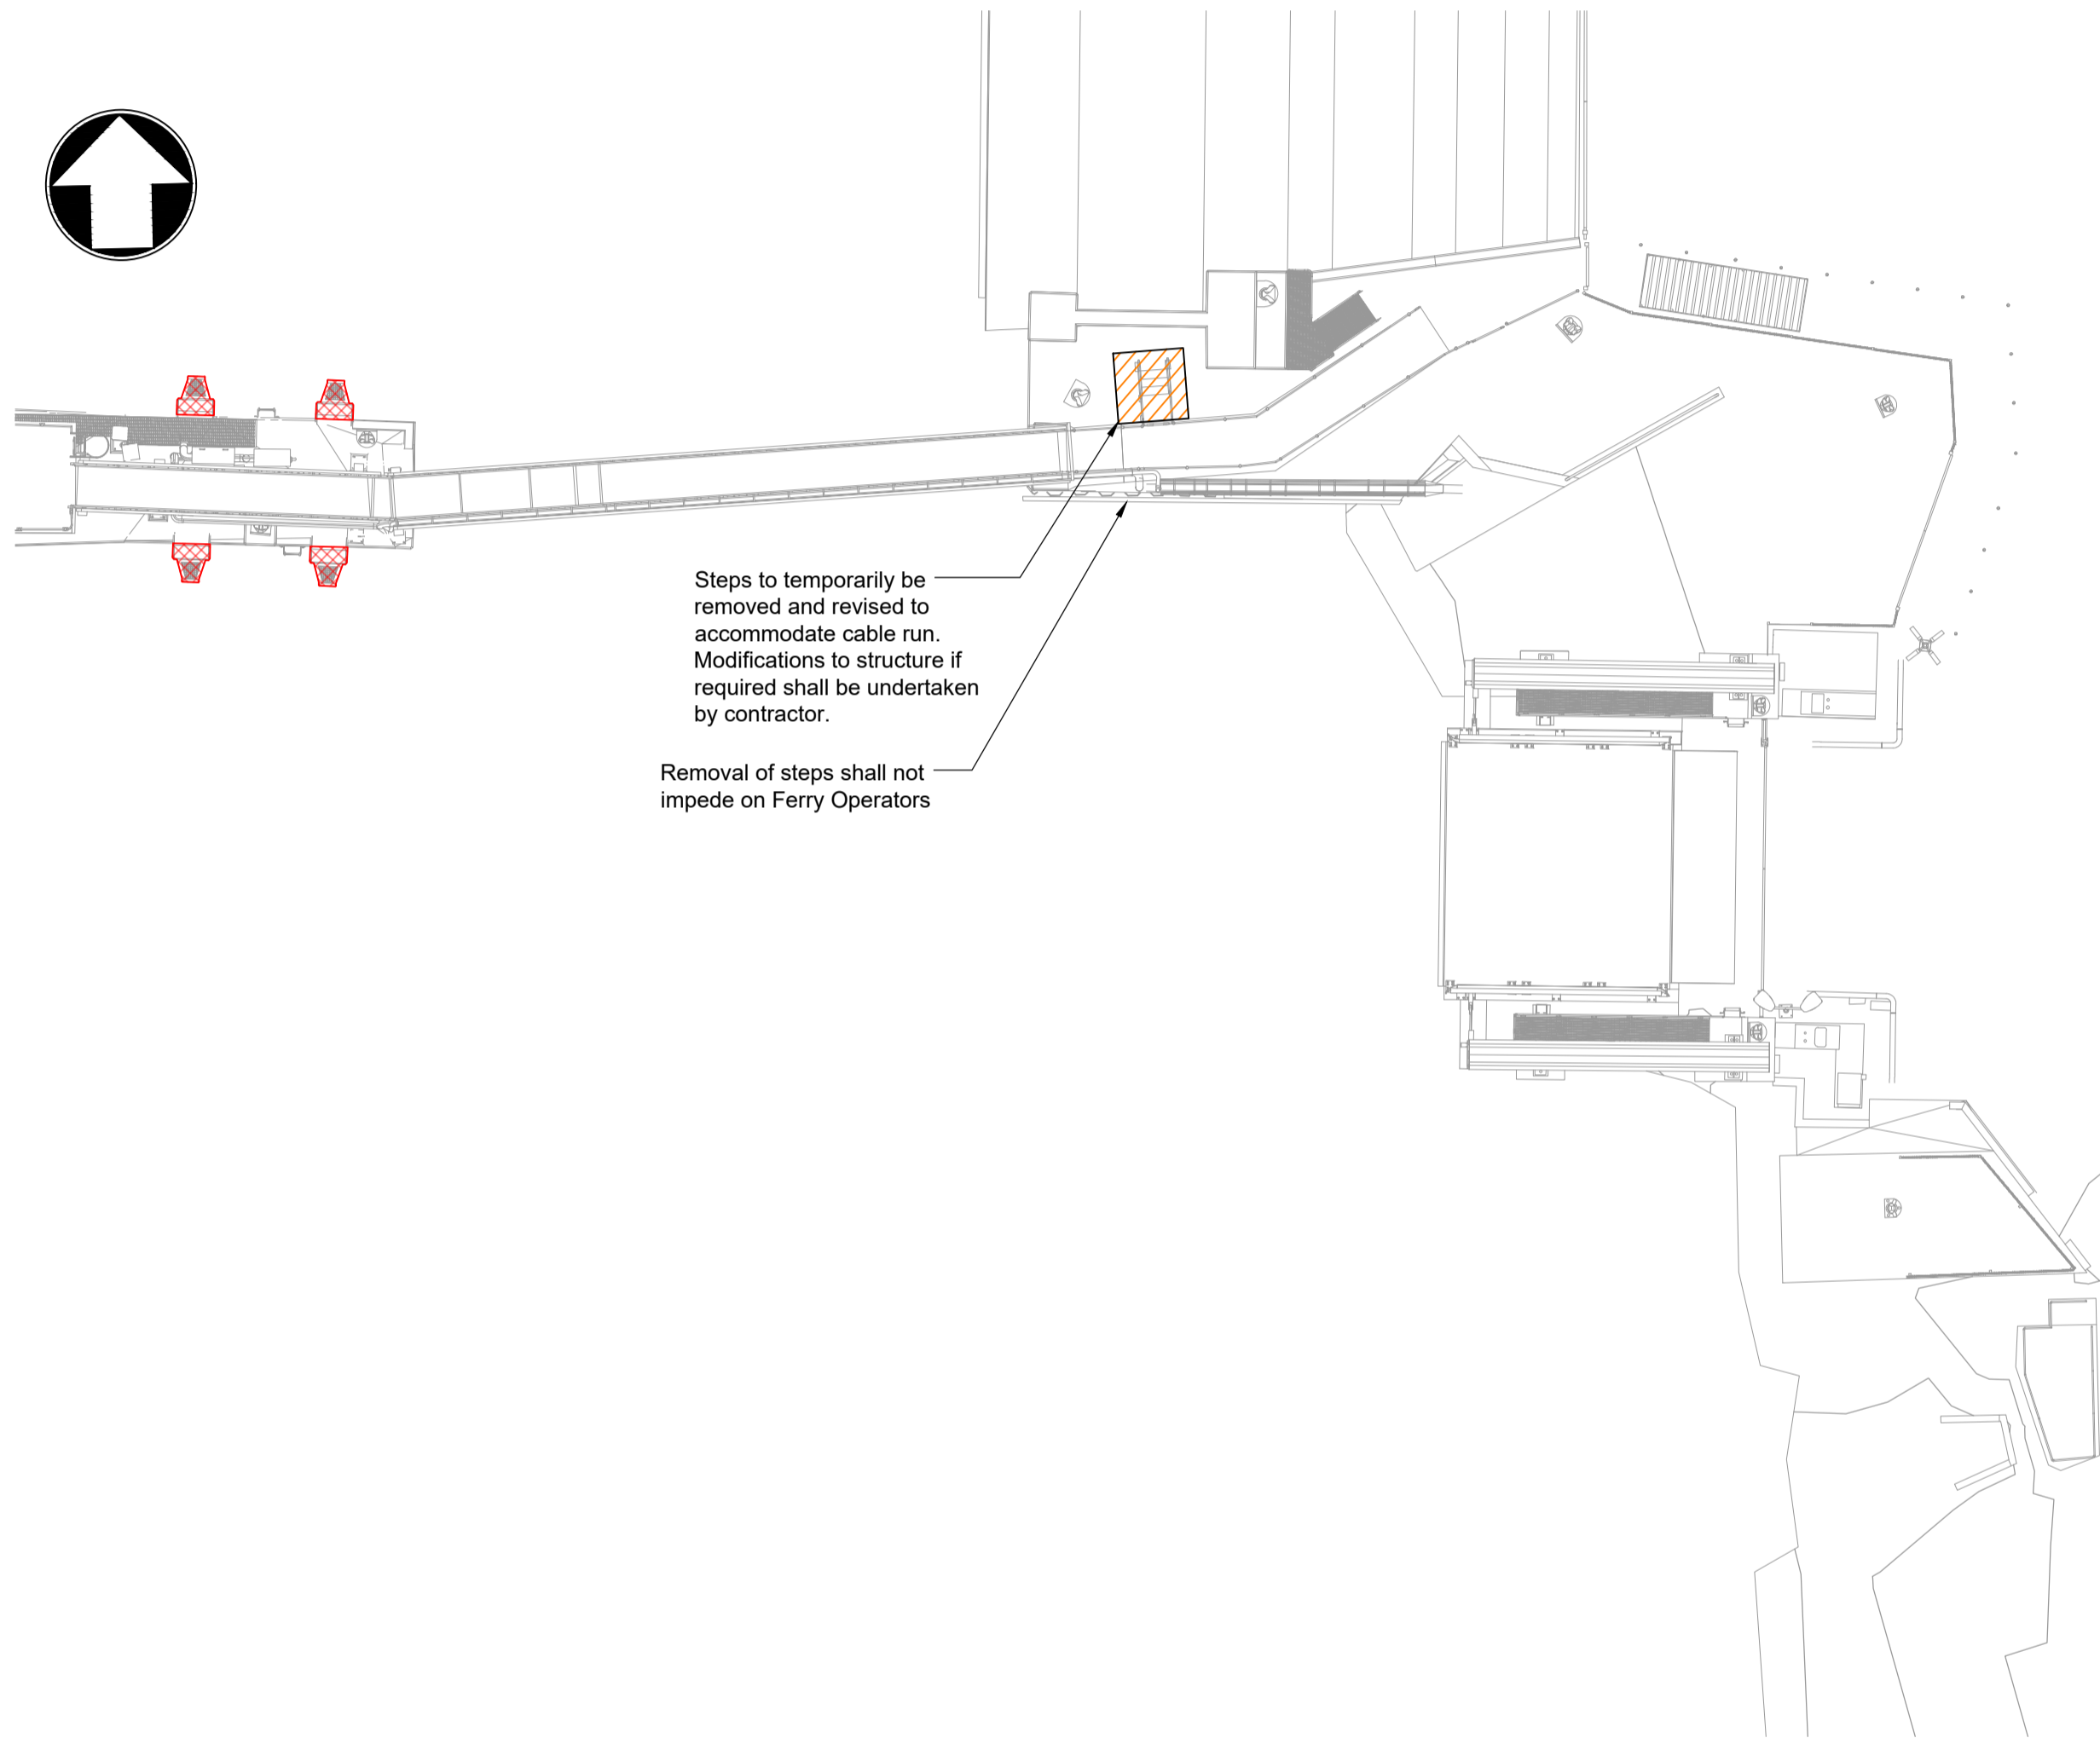 Steps to temporarily be
removed and revised to
accommodate cable run.
Modifications to structure if
required shall be undertaken
by contractor.
Removal of steps shall not
impede on Ferry Operators